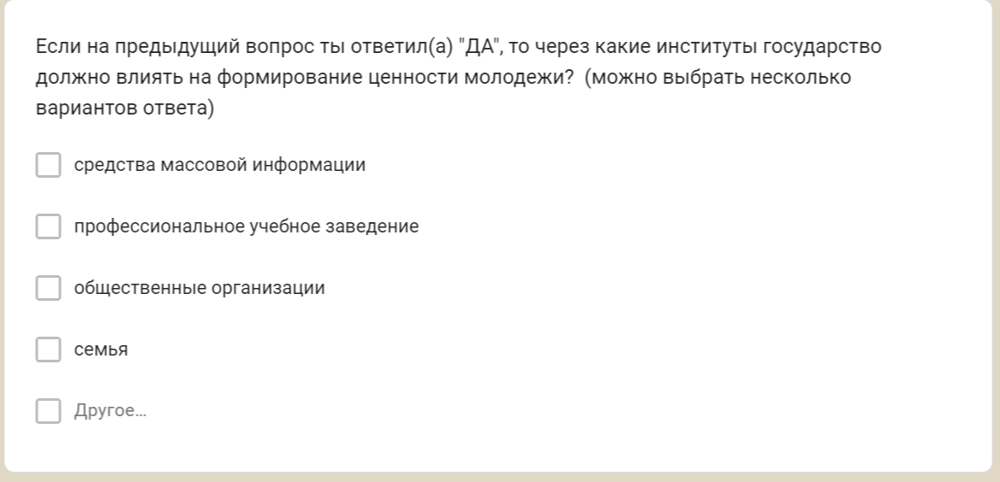 Если на предыдущий вопрос ты ответил(а) "ДА", то через какие институты государство
должно влиять на формирование ценности молодежи?  (можно выбрать несколько
вариантов ответа)
средства массовой информации
профессиональное учебное заведение
общественные организации
семья
Другое...